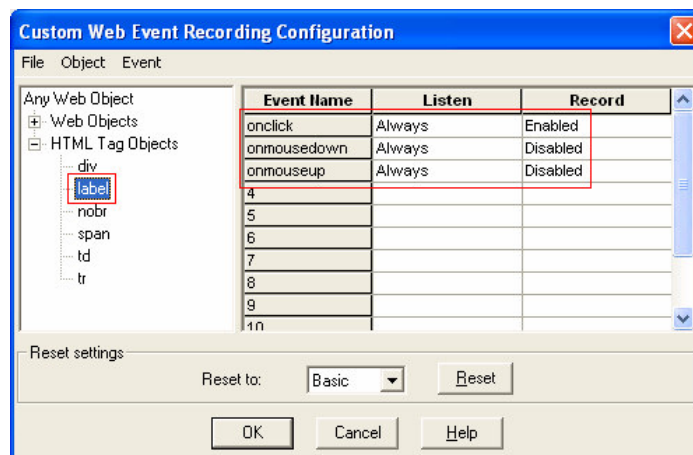 Custom Web Event Recording Configuration
File Object Event
Any Web Object
Web Objects
HTML Tag Objects
div
label
nobr
span
td
tr
Event Name Listen Record
onclick Always Enabled
onmousedown Always Disabled
onmouseup Always Disabled
4
5
6
7
8
9
10
Reset settings
Reset to: Basic Reset
OK Cancel Help